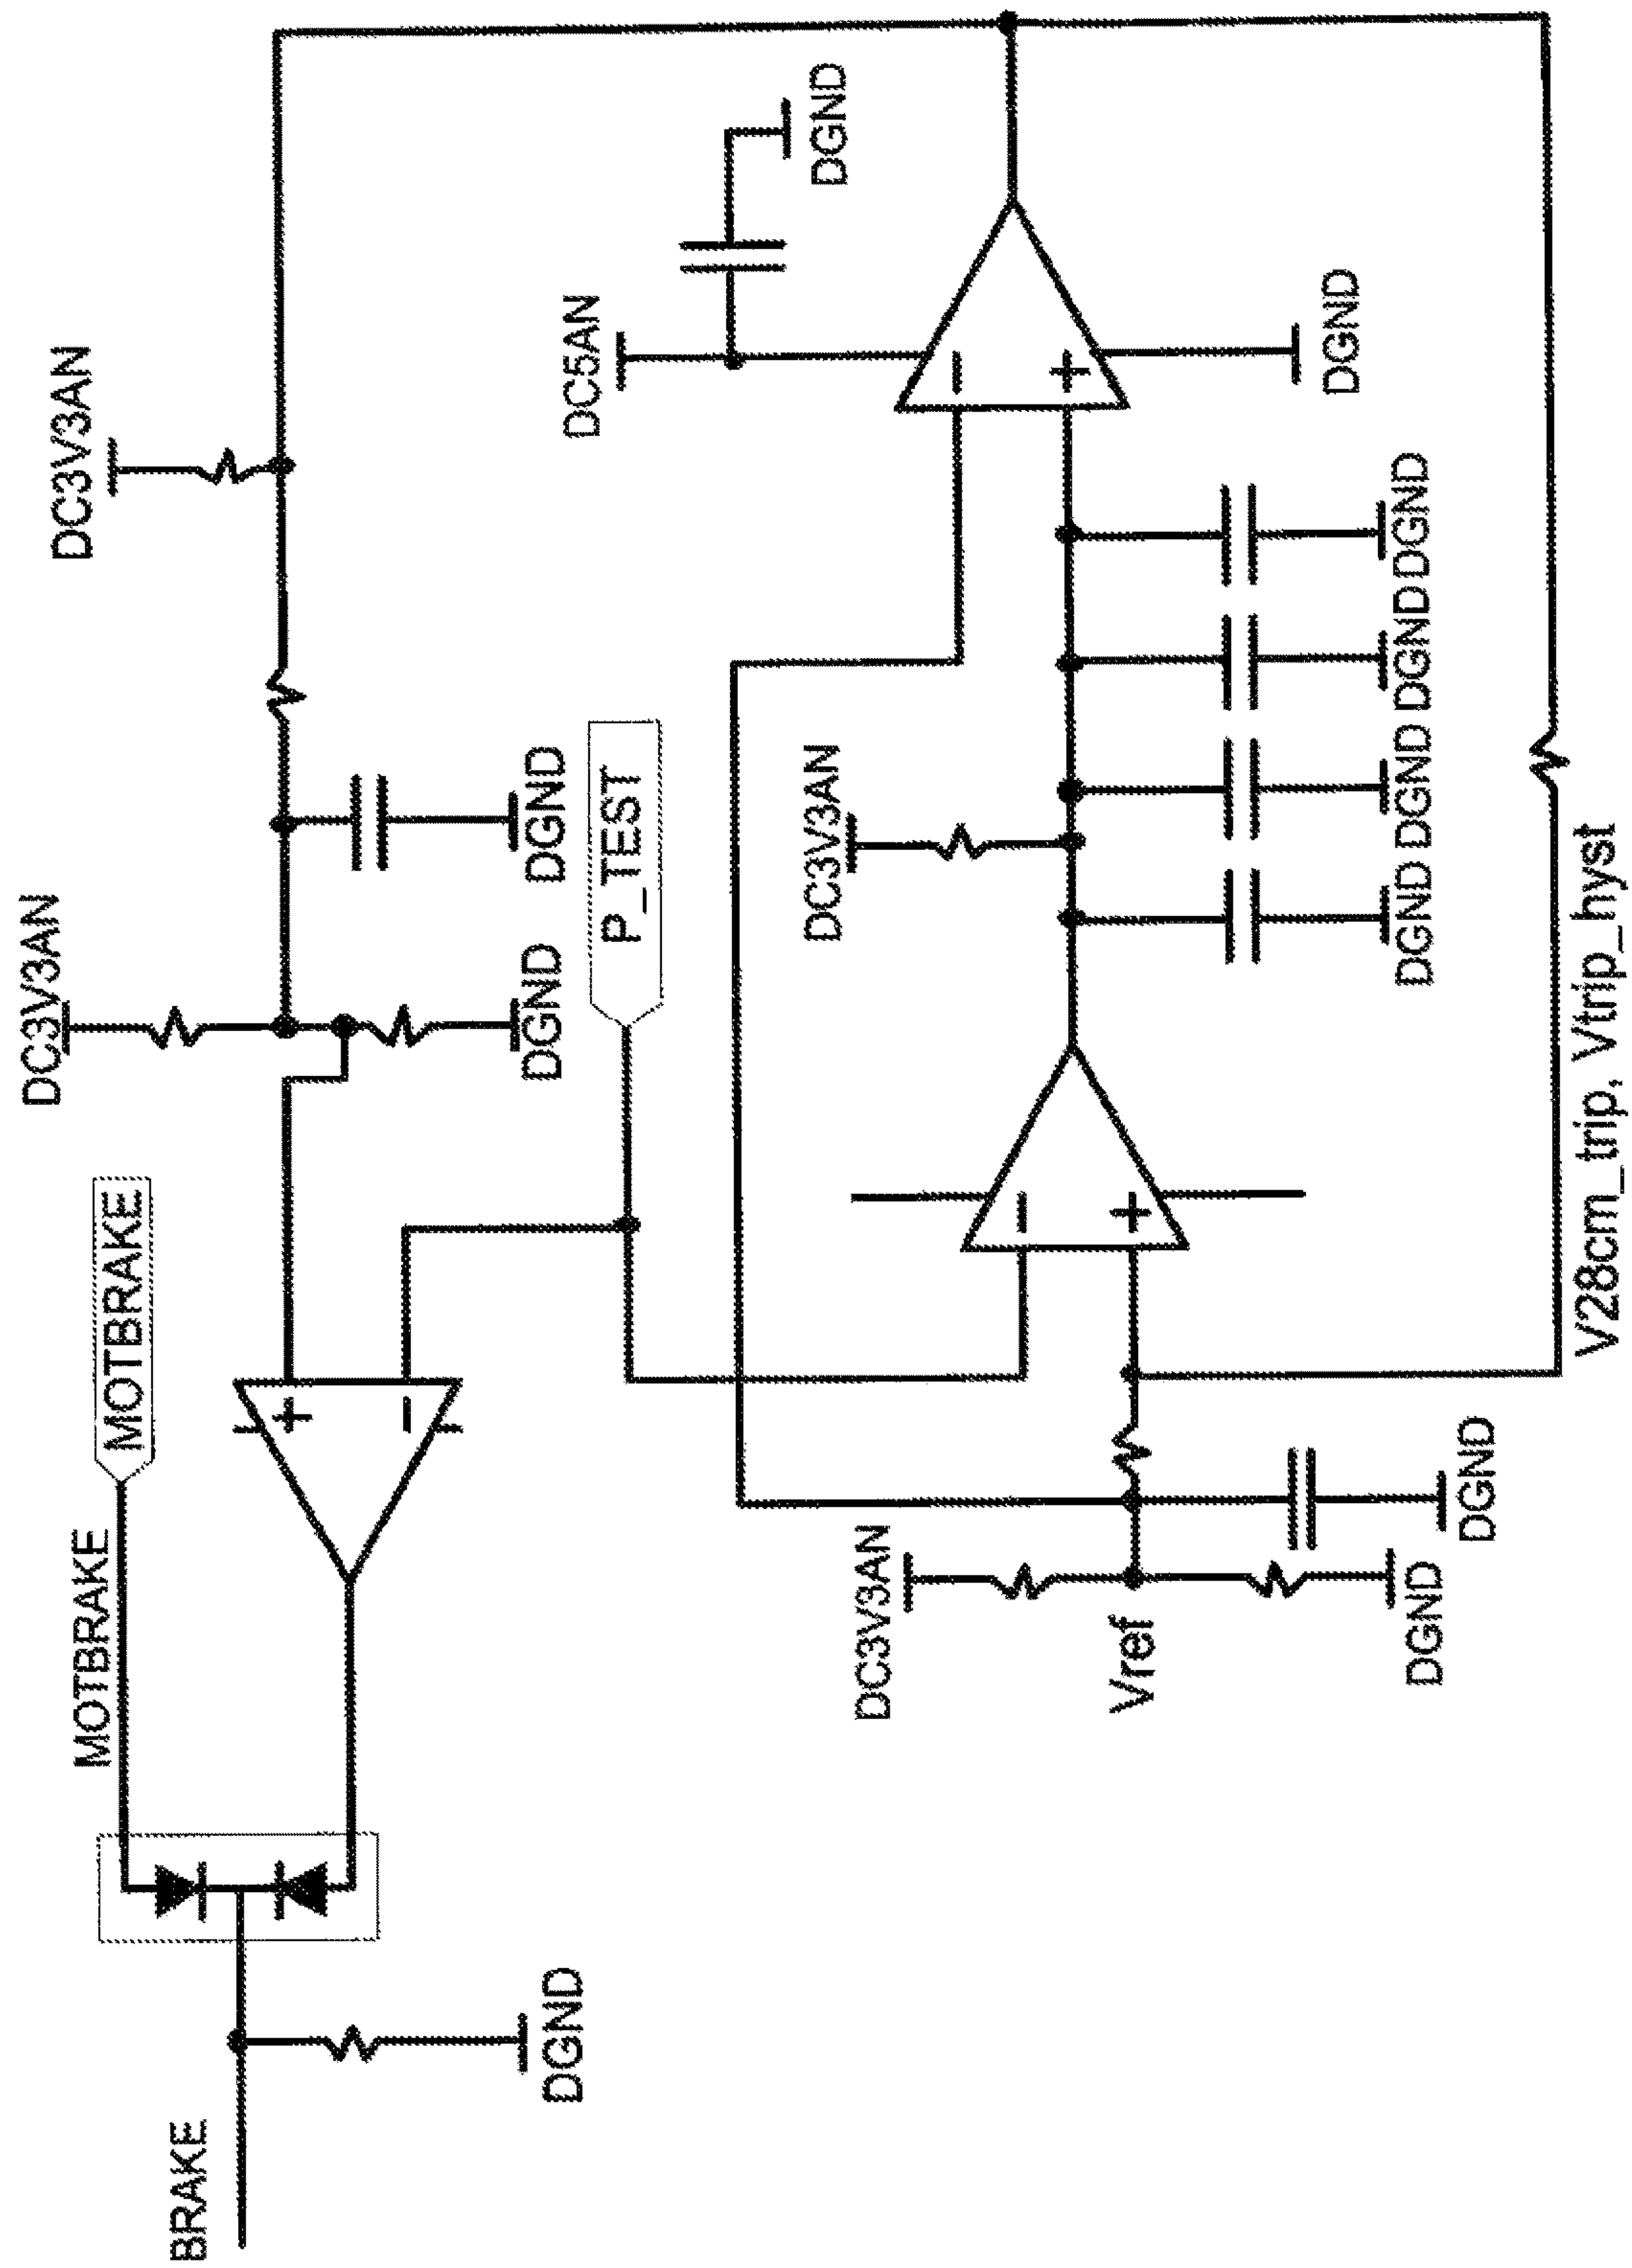 BRAKE
DGND
MOTBRAKE
MOTBRAKE
DC3V3AN
DGND
DGND
DC3V3AN
P_TEST
DC3V3AN
Vref
DGND
DGND
DC3V3AN
DGND DGND DGND DGND
DC5AN
DGND
DGND
V28cm_trip, Vtrip_hyst